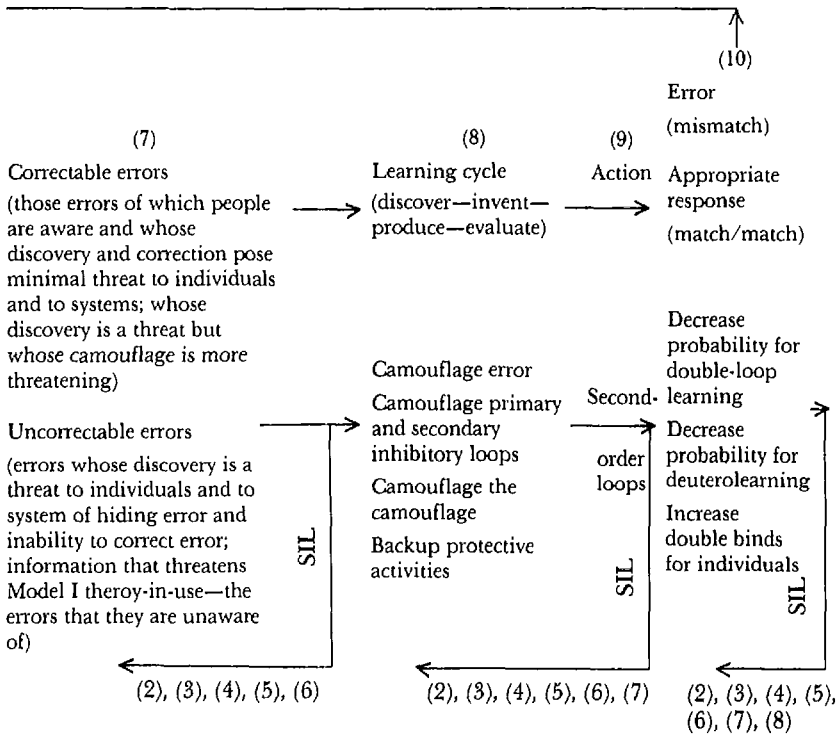 (10)
Error
(mismatch)
(7)
Correctable errors
(those errors of which people
are aware and whose
discovery and correction pose
minimal threat to individuals
and to systems; whose
discovery is a threat but
whose camouflage is more
threatening)
(8)
Learning cycle
(discover—invent—
produce—evaluate)
(9)
Action
Appropriate
response
(match/match)
Uncorrectable errors
(errors whose discovery is a
threat to individuals and to
system of hiding error and
inability to correct error;
information that threatens
Model I theroy-in-use—the
errors that they are unaware
of)
SIL
(2), (3), (4), (5), (6)
Camouflage error
Camouflage primary
and secondary
inhibitory loops
Camouflage the
camouflage
Backup protective
activities
Second-
order
loops
SIL
(2), (3), (4), (5), (6), (7)
Decrease
probability for
double-loop
learning
Decrease
probability for
deuterolearning
Increase
double binds
for individuals
SIL
(2), (3), (4), (5),
(6), (7), (8)